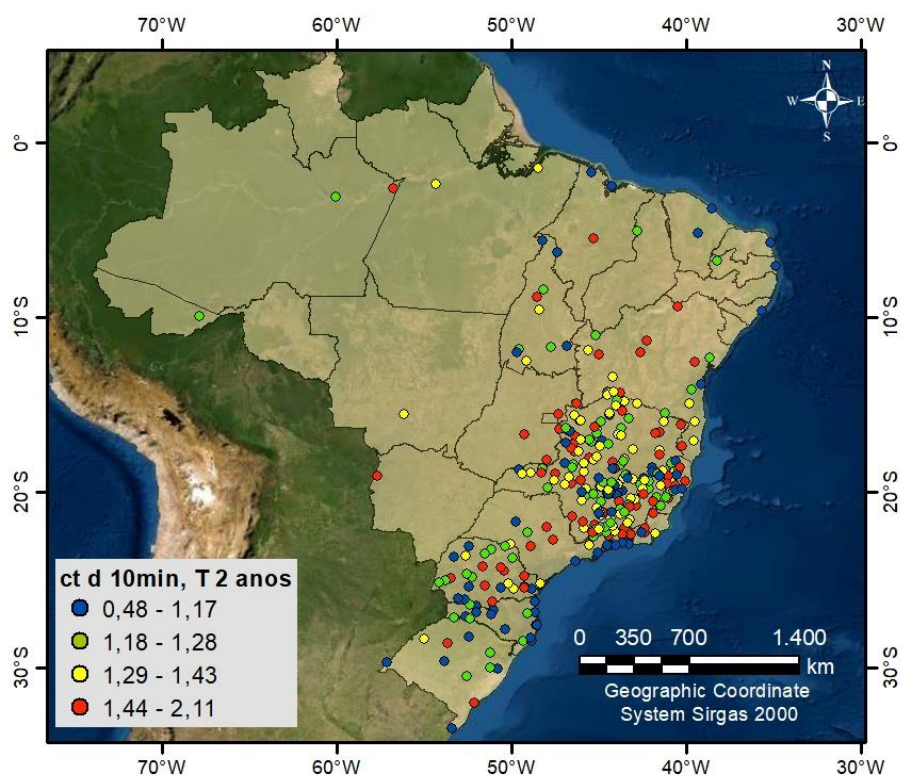 70°W 60°W 50°W 40°W 30°W
N
W E
S
0°
0°
10°S
10°S
20°S
20°S
30°S
30°S
ct d 10min, T 2 anos
0,48 - 1,17
1,18 - 1,28
1,29 - 1,43
1,44 - 2,11
0 350 700 1.400
km
Geographic Coordinate
System Sirgas 2000
70°W 60°W 50°W 40°W 30°W